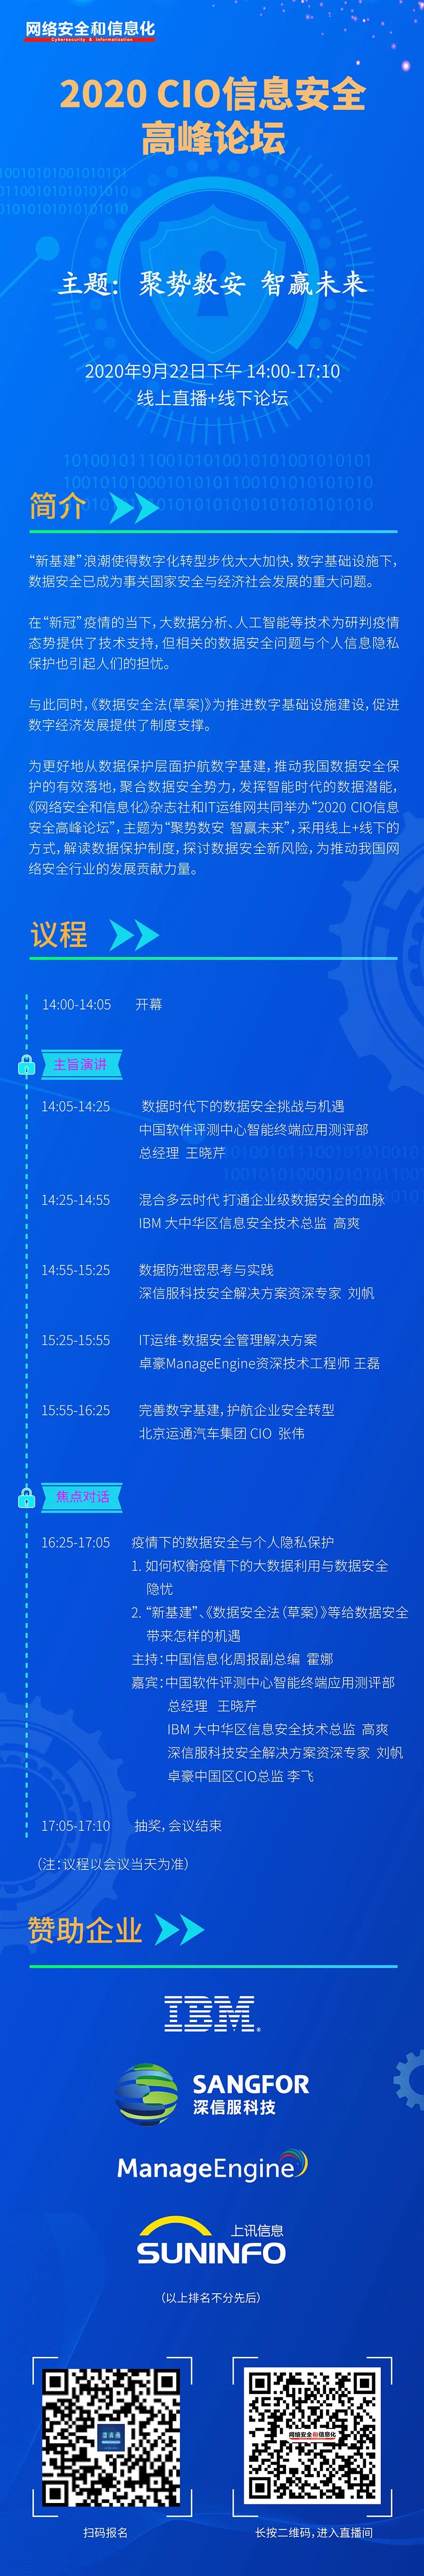 网络安全和信息化
Cybersecurity & Informatization
2020 CIO信息安全
高峰论坛
10010101001010101
0110010101010101010
0101010101010101010
主题：聚势数安 智赢未来
2020年9月22日下午 14:00-17:10
线上直播+线下论坛
简介
“新基建”浪潮使得数字化转型步伐大大加快，数字基础设施下，
数据安全已成为事关国家安全与经济社会发展的重大问题。
在“新冠”疫情的当下，大数据分析、人工智能等技术为研判疫情
态势提供了技术支持，但相关的数据安全问题与个人信息隐私
保护也引起人们的担忧。
与此同时，《数据安全法(草案)》为推进数字基础设施建设，促进
数字经济发展提供了制度支撑。
为更好地从数据保护层面护航数字基建，推动我国数据安全保
护的有效落地，聚合数据安全势力，发挥智能时代的数据潜能，
《网络安全和信息化》杂志社和IT运维网共同举办“2020 CIO信息
安全高峰论坛”，主题为“聚势数安 智赢未来”，采用线上+线下的
方式，解读数据保护制度，探讨数据安全新风险，为推动我国网
络安全行业的发展贡献力量。
议程
14:00-14:05 开幕
主旨演讲
14:05-14:25 数据时代下的数据安全挑战与机遇
中国软件评测中心智能终端应用测评部
总经理 王晓芹
14:25-14:55 混合多云时代 打通企业级数据安全的血脉
IBM 大中华区信息安全技术总监 高爽
14:55-15:25 数据防泄密思考与实践
深信服科技安全解决方案资深专家 刘帆
15:25-15:55 IT运维-数据安全管理解决方案
卓豪ManageEngine资深技术工程师 王磊
15:55-16:25 完善数字基建，护航企业安全转型
北京运通汽车集团 CIO 张伟
焦点对话
16:25-17:05 疫情下的数据安全与个人隐私保护
1. 如何权衡疫情下的大数据利用与数据安全
隐忧
2. “新基建”、《数据安全法（草案）》等给数据安全
带来怎样的机遇
主持：中国信息化周报副总编 霍娜
嘉宾：中国软件评测中心智能终端应用测评部
总经理 王晓芹
IBM 大中华区信息安全技术总监 高爽
深信服科技安全解决方案资深专家 刘帆
卓豪中国区CIO总监 李飞
17:05-17:10 抽奖，会议结束
（注：议程以会议当天为准）
赞助企业
IBM®
SANGFOR
深信服科技
ManageEngine
上讯信息
SUNINFO
（以上排名不分先后）
网络安全和信息化
扫码报名 长按二维码，进入直播间